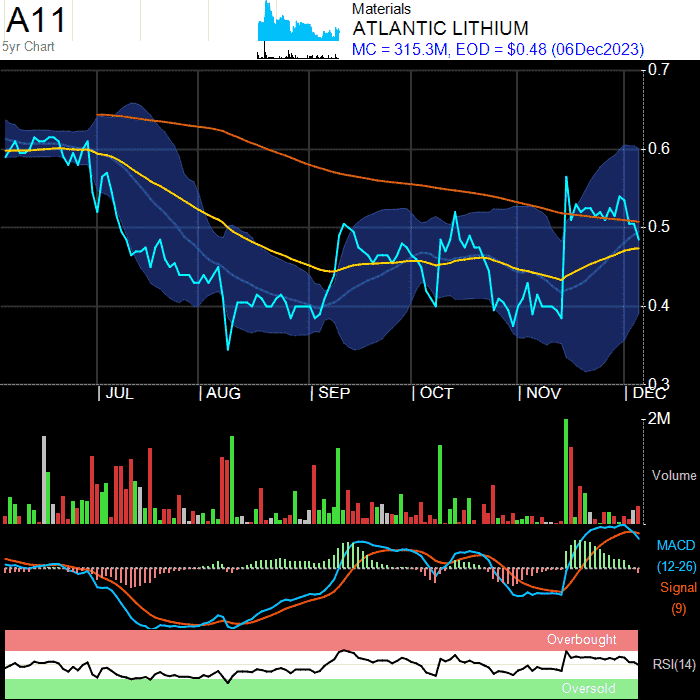 A11
5yr Chart
Materials
ATLANTIC LITHIUM
MC = 315.3M, EOD = $0.48 (06Dec2023)
0.7
0.6
0.5
0.4
0.3
| JUL | AUG | SEP | OCT | NOV | DEC
2M
Volume
MACD
(12-26)
Signal
(9)
Overbought
RSI(14)
Oversold